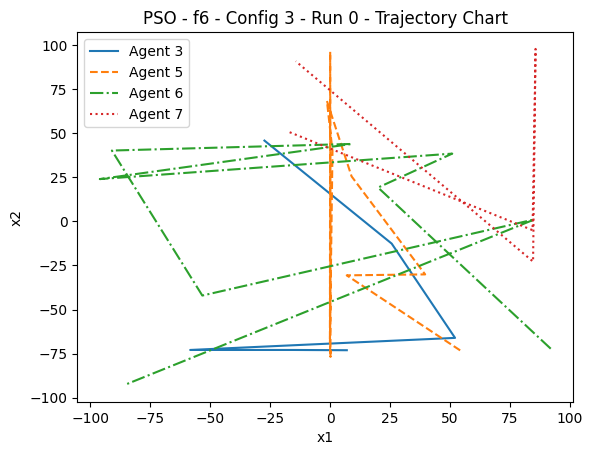 PSO - f6 - Config 3 - Run 0 - Trajectory Chart
Agent 3
Agent 5
Agent 6
Agent 7
x2
100
75
50
25
0
−25
−50
−75
−100
−100
−75
−50
−25
0
25
50
75
100
x1